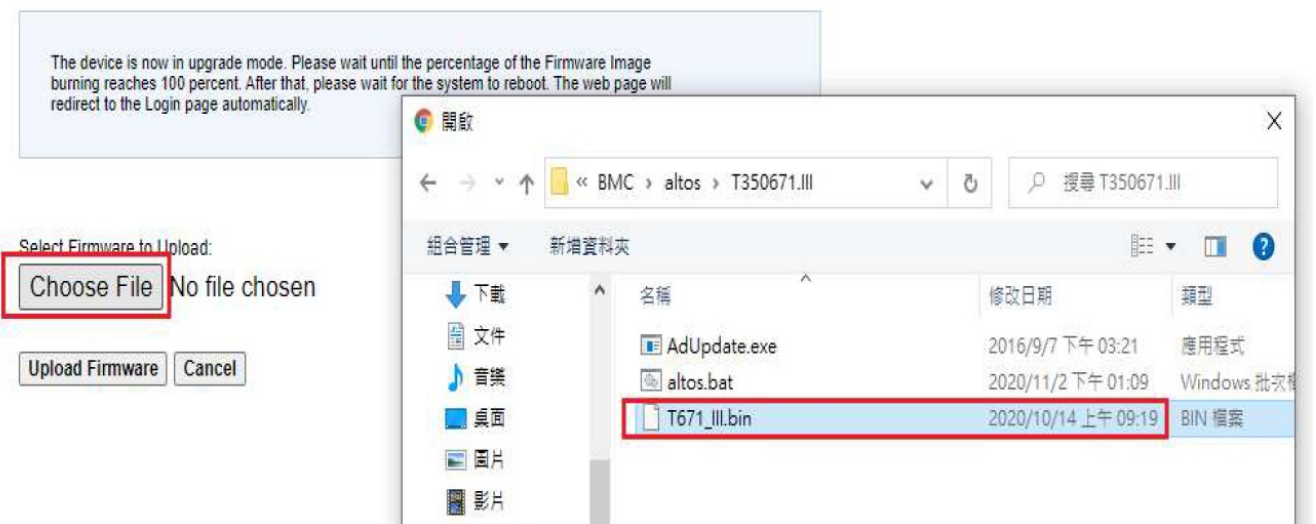 The device is now in upgrade mode. Please wait until the percentage of the Firmware Image
burning reaches 100 percent. After that, please wait for the system to reboot. The web page will
redirect to the Login page automatically.
Select Firmware to Upload:
Choose File No file chosen
Upload Firmware Cancel
開啟
« BMC › altos › T350671.III
搜尋 T350671.III
組合管理 新增資料夾
下載
文件
音樂
桌面
圖片
影片
名稱 修改日期 類型
AdUpdate.exe 2016/9/7 下午 03:21 應用程式
altos.bat 2020/11/2 下午 01:09 Windows 批次檔
T671_III.bin 2020/10/14 上午 09:19 BIN 檔案